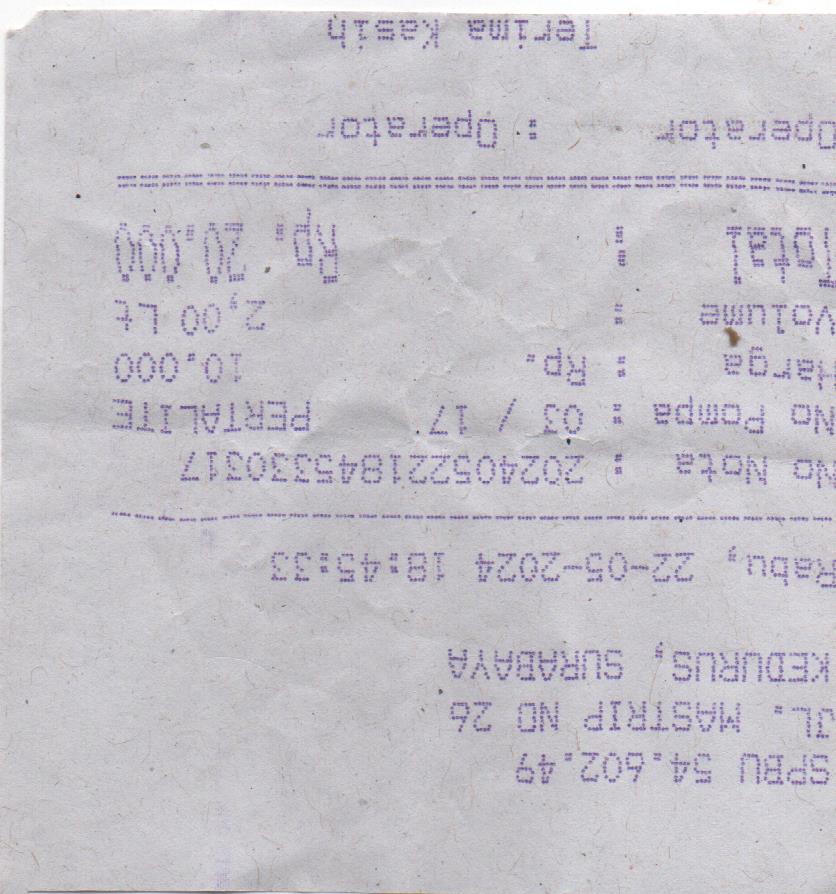 SPBU 54.602.49
JL. MASTRIP NO 26
KEDURUS, SURABAYA
Rabu, 22-05-2024 18:45:33
No Nota : 202405221845330317
No Pompa : 03 / 17 PERTALITE
Harga : Rp. 10.000
Volume : 2,00 Lt
Total : Rp. 20.000
Operator : Operator
Terima Kasih